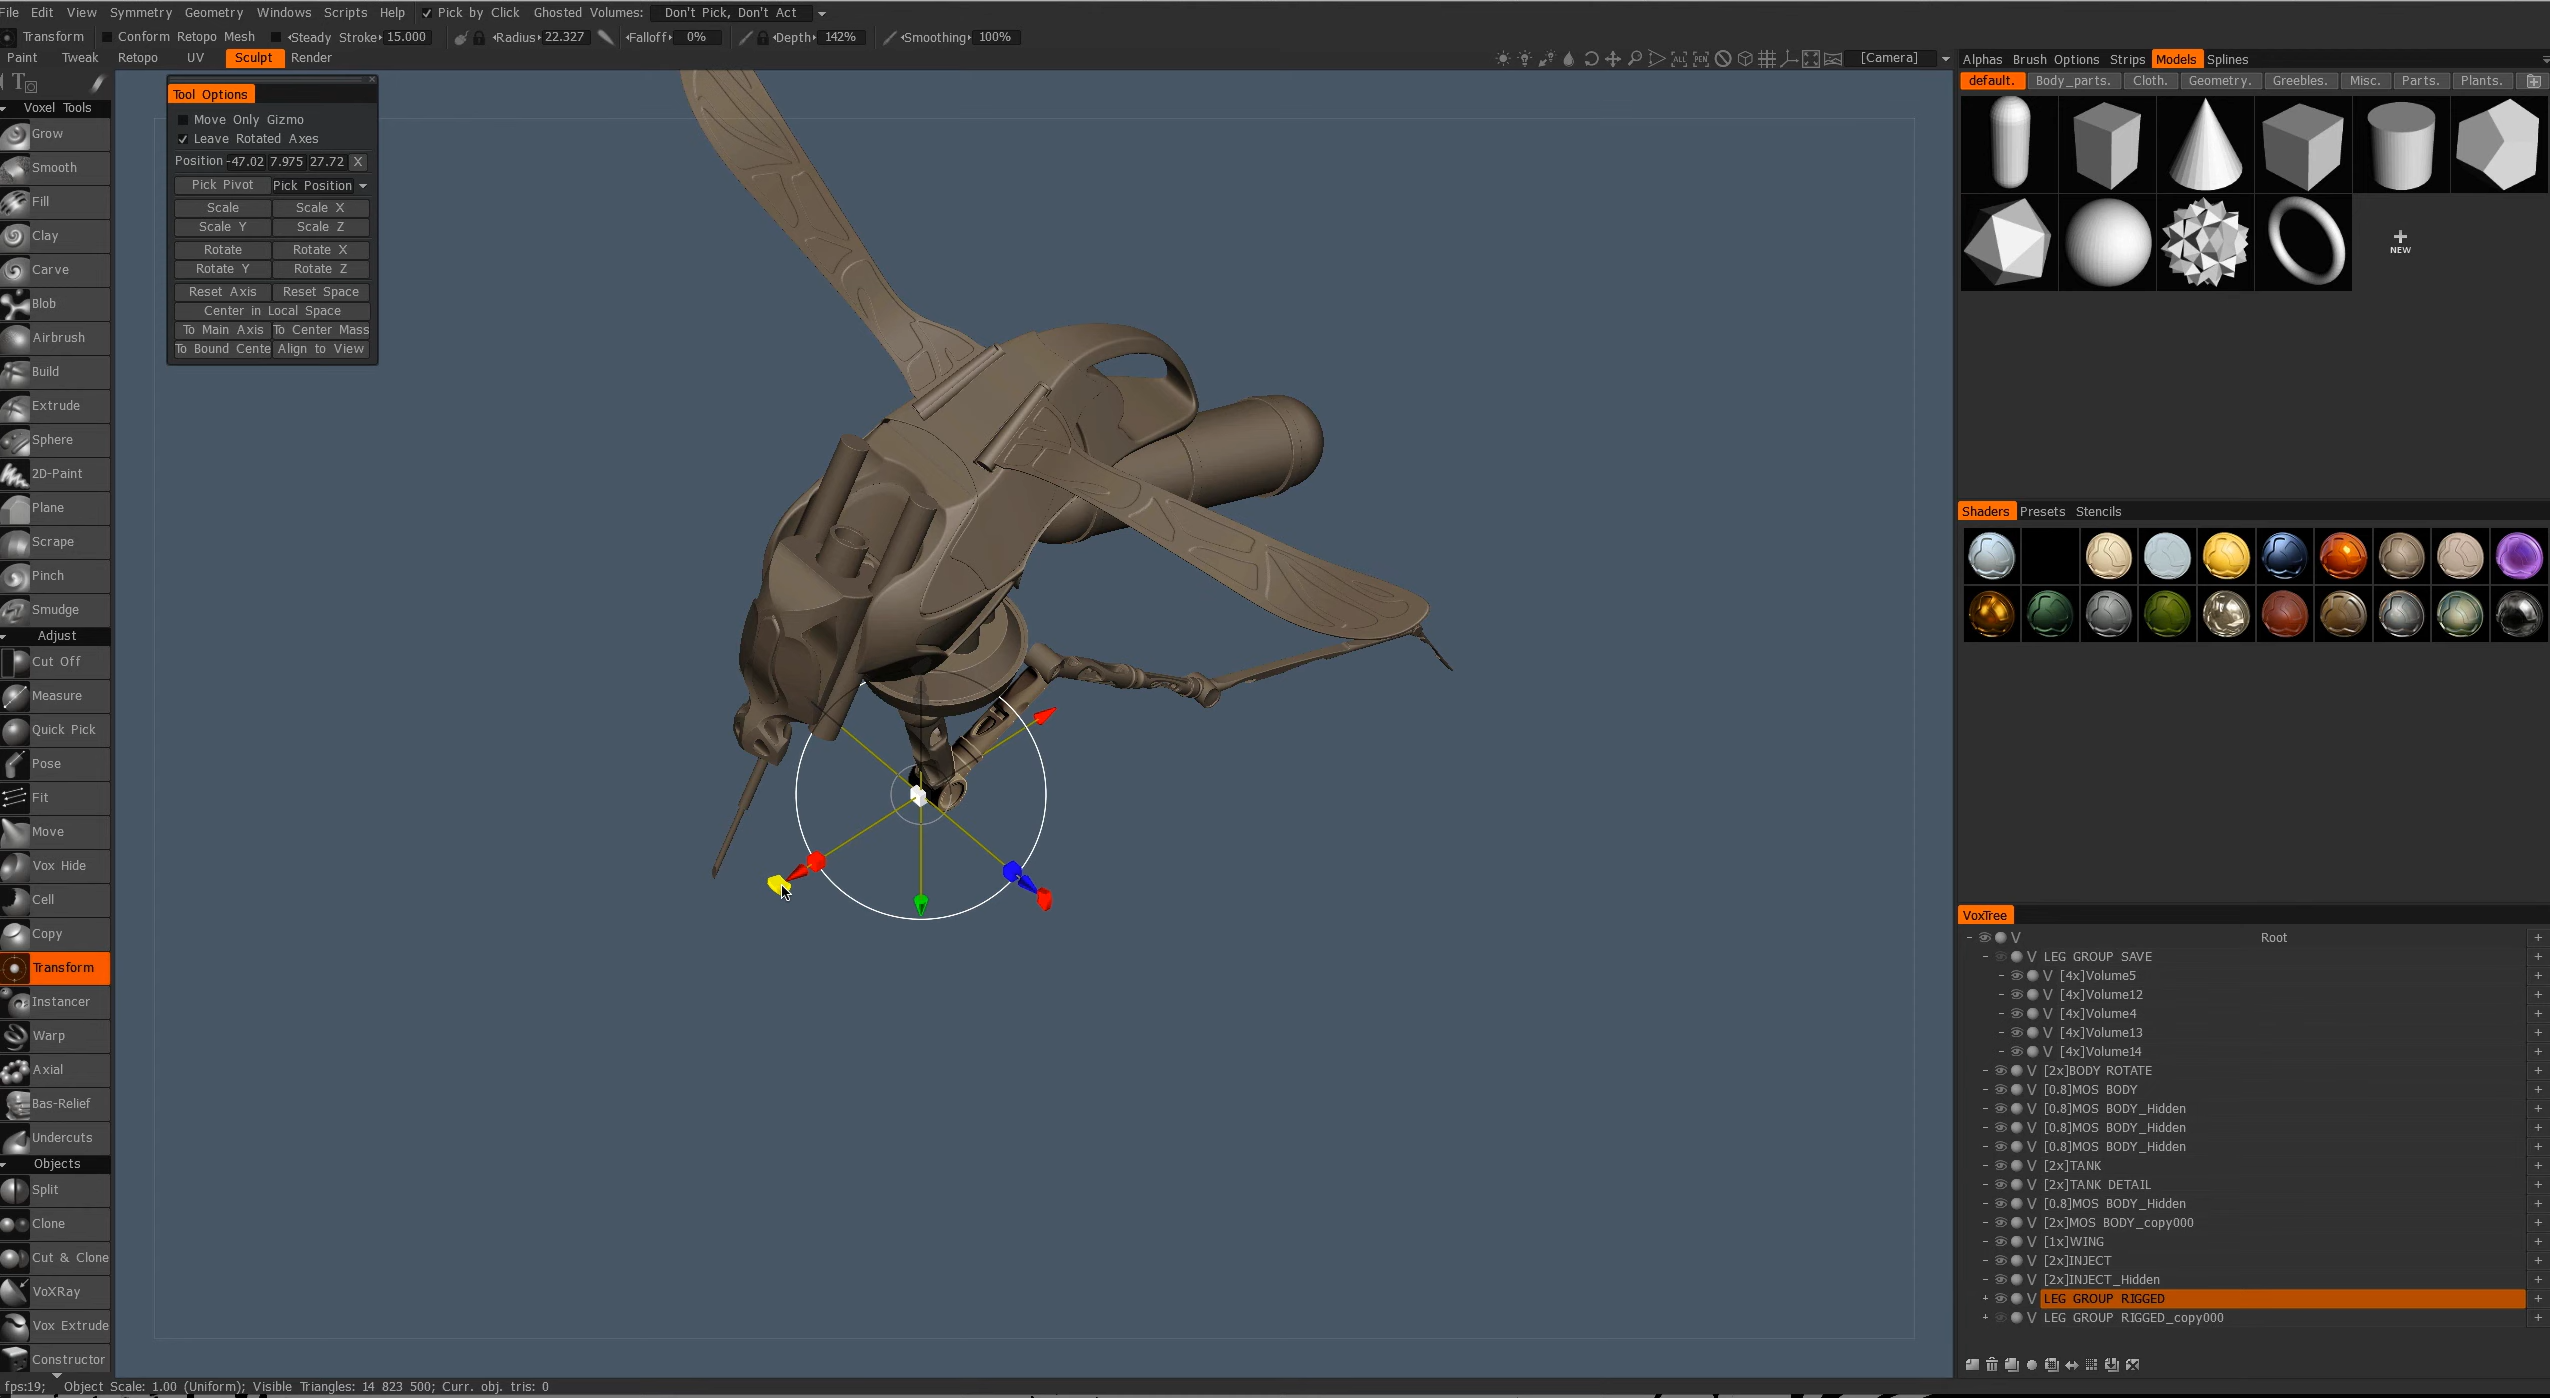 File Edit View Symmetry Geometry Windows Scripts Help Pick by Click Ghosted Volumes: Don't Pick, Don't Act
Transform Conform Retopo Mesh Steady Stroke 15.000 Radius 22.327 Falloff 0% Depth 142% Smoothing 100%
Paint Tweak Retopo UV Sculpt Render [Camera]
ALL PEN
Voxel Tools
Grow
Smooth
Fill
Clay
Carve
Blob
Airbrush
Build
Extrude
Sphere
2D-Paint
Plane
Scrape
Pinch
Smudge
Adjust
Cut Off
Measure
Quick Pick
Pose
Fit
Move
Vox Hide
Cell
Copy
Transform
Instancer
Warp
Axial
Bas-Relief
Undercuts
Objects
Split
Clone
Cut & Clone
VoXRay
Vox Extrude
Constructor
Tool Options
Move Only Gizmo
Leave Rotated Axes
Position -47.02 7.975 27.72 X
Pick Pivot Pick Position
Scale Scale X
Scale Y Scale Z
Rotate Rotate X
Rotate Y Rotate Z
Reset Axis Reset Space
Center in Local Space
To Main Axis To Center Mass
To Bound Cente Align to View
Alphas Brush Options Strips Models Splines
default. Body_parts. Cloth. Geometry. Greebles. Misc. Parts. Plants.
+
NEW
Shaders Presets Stencils
VoxTree
- V Root +
- V LEG GROUP SAVE +
- V [4x]Volume5 +
- V [4x]Volume12 +
- V [4x]Volume4 +
- V [4x]Volume13 +
- V [4x]Volume14 +
- V [2x]BODY ROTATE +
- V [0.8]MOS BODY +
- V [0.8]MOS BODY_Hidden +
- V [0.8]MOS BODY_Hidden +
- V [0.8]MOS BODY_Hidden +
- V [2x]TANK +
- V [2x]TANK DETAIL +
- V [0.8]MOS BODY_Hidden +
- V [2x]MOS BODY_copy000 +
- V [1x]WING +
- V [2x]INJECT +
- V [2x]INJECT_Hidden +
+ V LEG GROUP RIGGED +
+ V LEG GROUP RIGGED_copy000 +
fps:19; Object Scale: 1.00 (Uniform); Visible Triangles: 14 823 500; Curr. obj. tris: 0